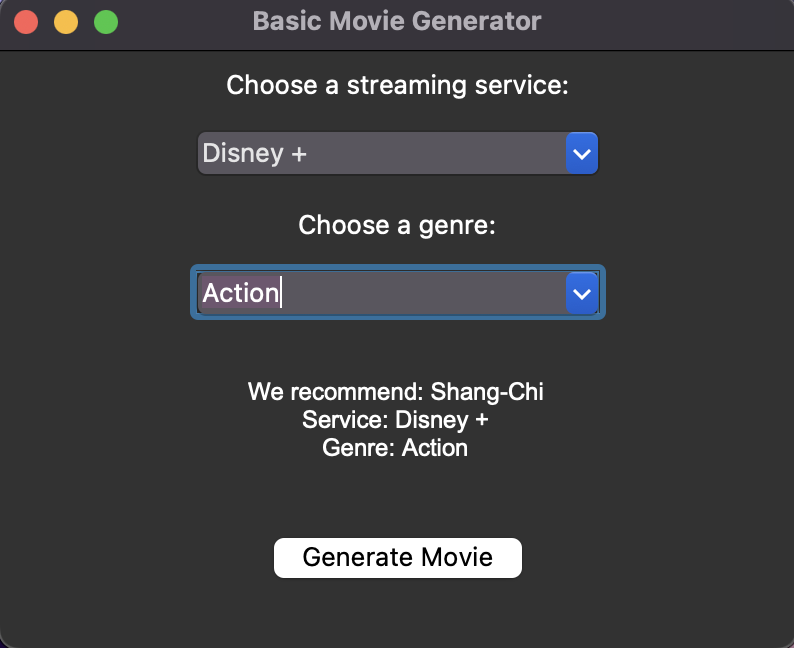 Basic Movie Generator
Choose a streaming service:
Disney +
Choose a genre:
Action
We recommend: Shang-Chi
Service: Disney +
Genre: Action
Generate Movie